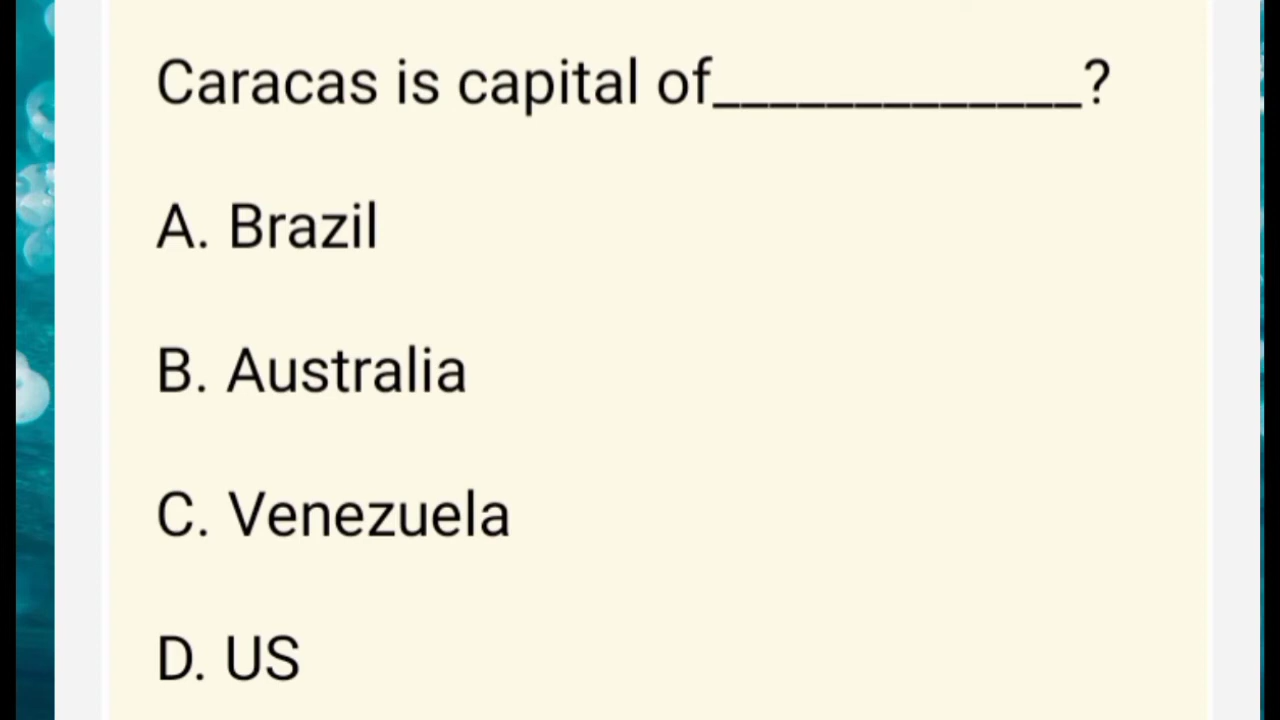 Caracas is capital of_____________?
A. Brazil
B. Australia
C. Venezuela
D. US